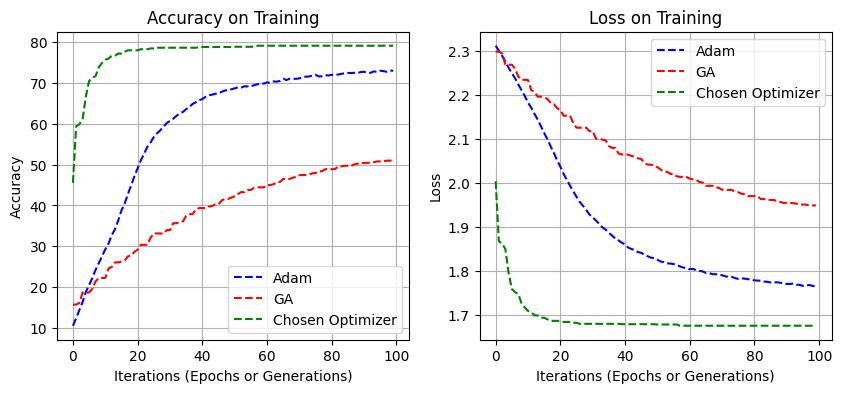 Accuracy on Training
Accuracy
80
70
60
50
40
30
20
10
0
20
40
60
80
100
Iterations (Epochs or Generations)
Adam
GA
Chosen Optimizer
Loss on Training
Loss
2.3
2.2
2.1
2.0
1.9
1.8
1.7
0
20
40
60
80
100
Iterations (Epochs or Generations)
Adam
GA
Chosen Optimizer